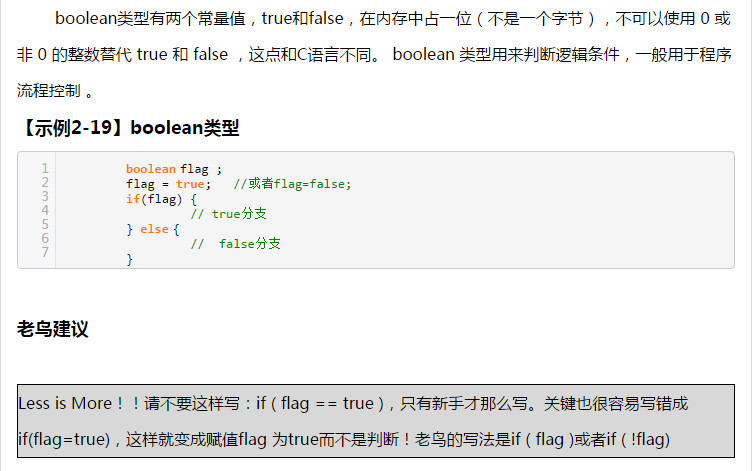 boolean类型有两个常量值，true和false，在内存中占一位（不是一个字节），不可以使用 0 或
非 0 的整数替代 true 和 false ，这点和C语言不同。 boolean 类型用来判断逻辑条件，一般用于程序
流程控制 。
【示例2-19】boolean类型
1 boolean flag ;
2 flag = true; //或者flag=false;
3 if(flag) {
4 // true分支
5 } else {
6 // false分支
7 }
老鸟建议
Less is More！！请不要这样写：if ( flag == true )，只有新手才那么写。关键也很容易写错成
if(flag=true)，这样就变成赋值flag 为true而不是判断！老鸟的写法是if ( flag )或者if ( !flag)